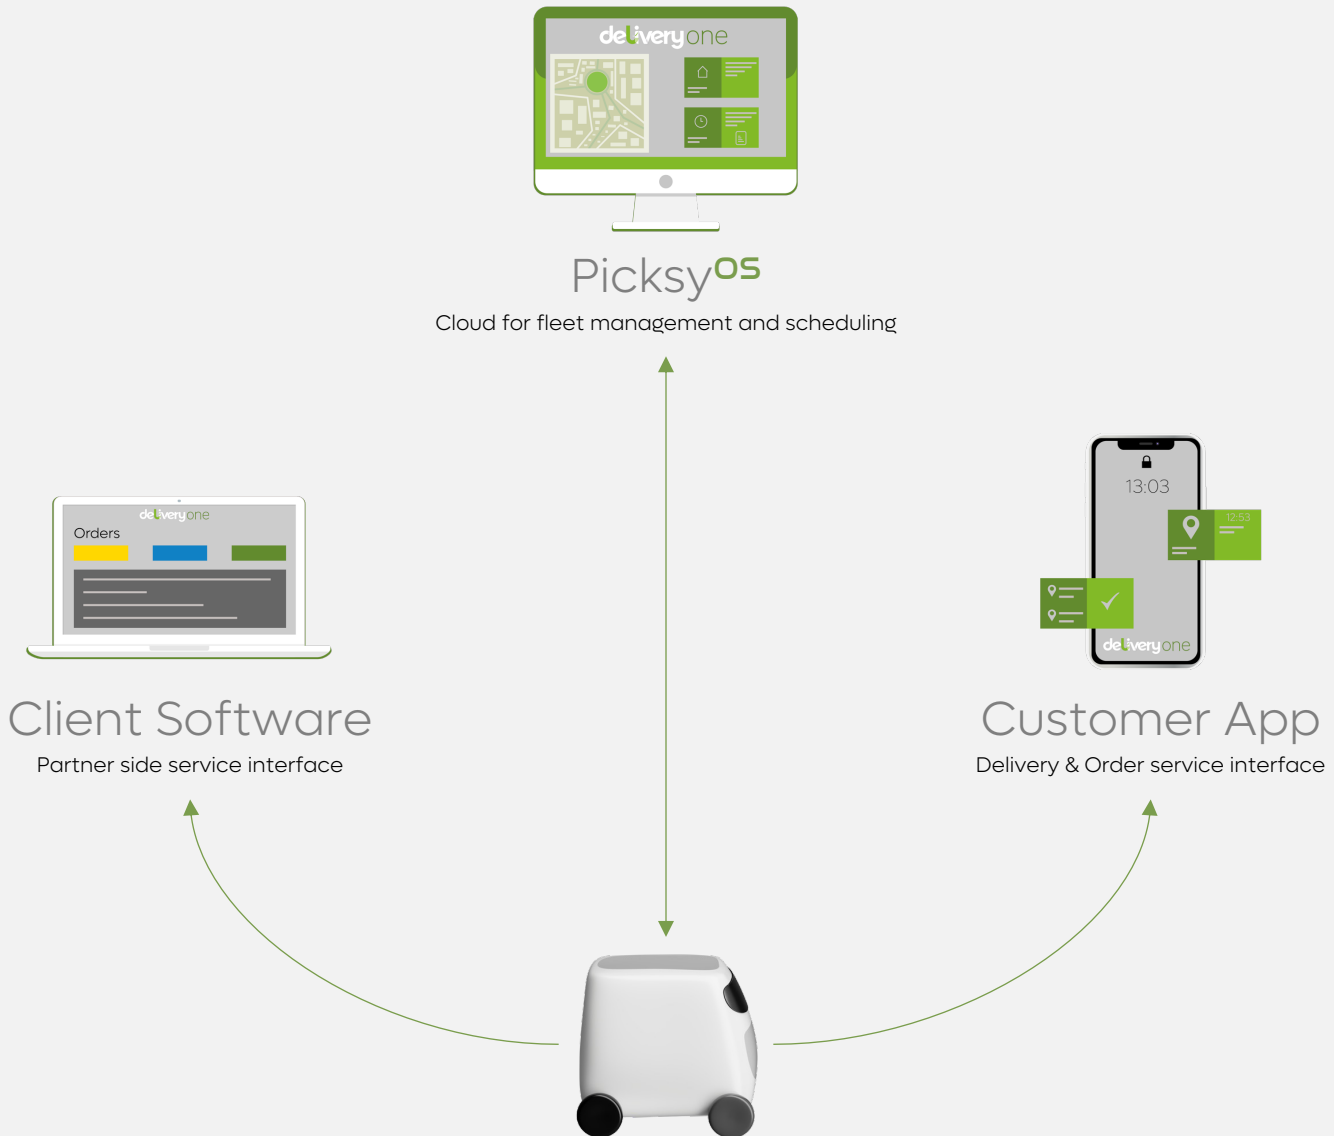 deliveryone
PicksyOS
Cloud for fleet management and scheduling
deliveryone
Orders
Client Software
Partner side service interface
13:03
12:53
deliveryone
Customer App
Delivery & Order service interface